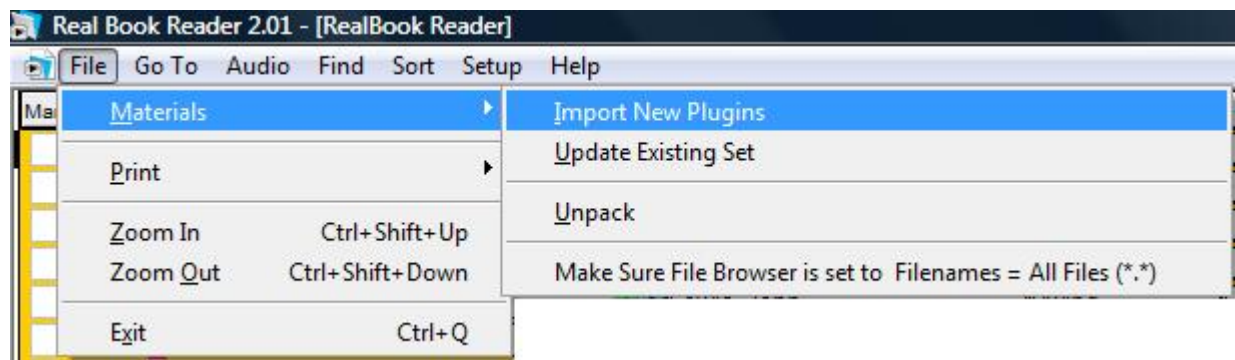 Real Book Reader 2.01 - [RealBook Reader]
File Go To Audio Find Sort Setup Help
Materials
Print
Zoom In Ctrl+Shift+Up
Zoom Out Ctrl+Shift+Down
Exit Ctrl+Q
Import New Plugins
Update Existing Set
Unpack
Make Sure File Browser is set to Filenames = All Files (*.*)